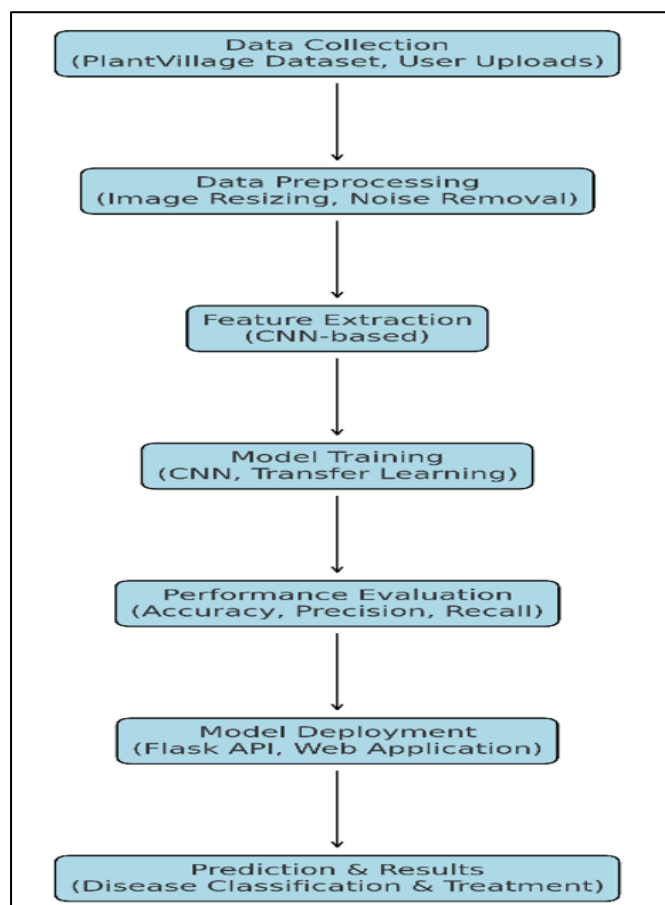 Data Collection
(PlantVillage Dataset, User Uploads)
Data Preprocessing
(Image Resizing, Noise Removal)
Feature Extraction
(CNN-based)
Model Training
(CNN, Transfer Learning)
Performance Evaluation
(Accuracy, Precision, Recall)
Model Deployment
(Flask API, Web Application)
Prediction & Results
(Disease Classification & Treatment)